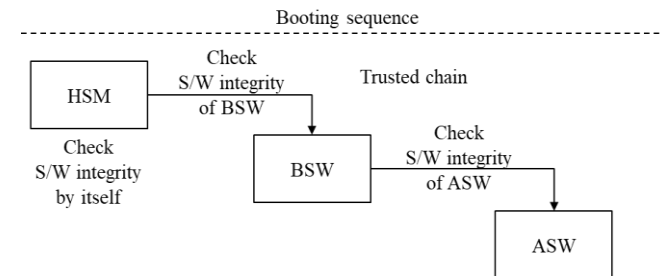 Booting sequence
Check
S/W integrity
of BSW
Trusted chain
HSM
Check
S/W integrity
by itself
Check
S/W integrity
of ASW
BSW
ASW